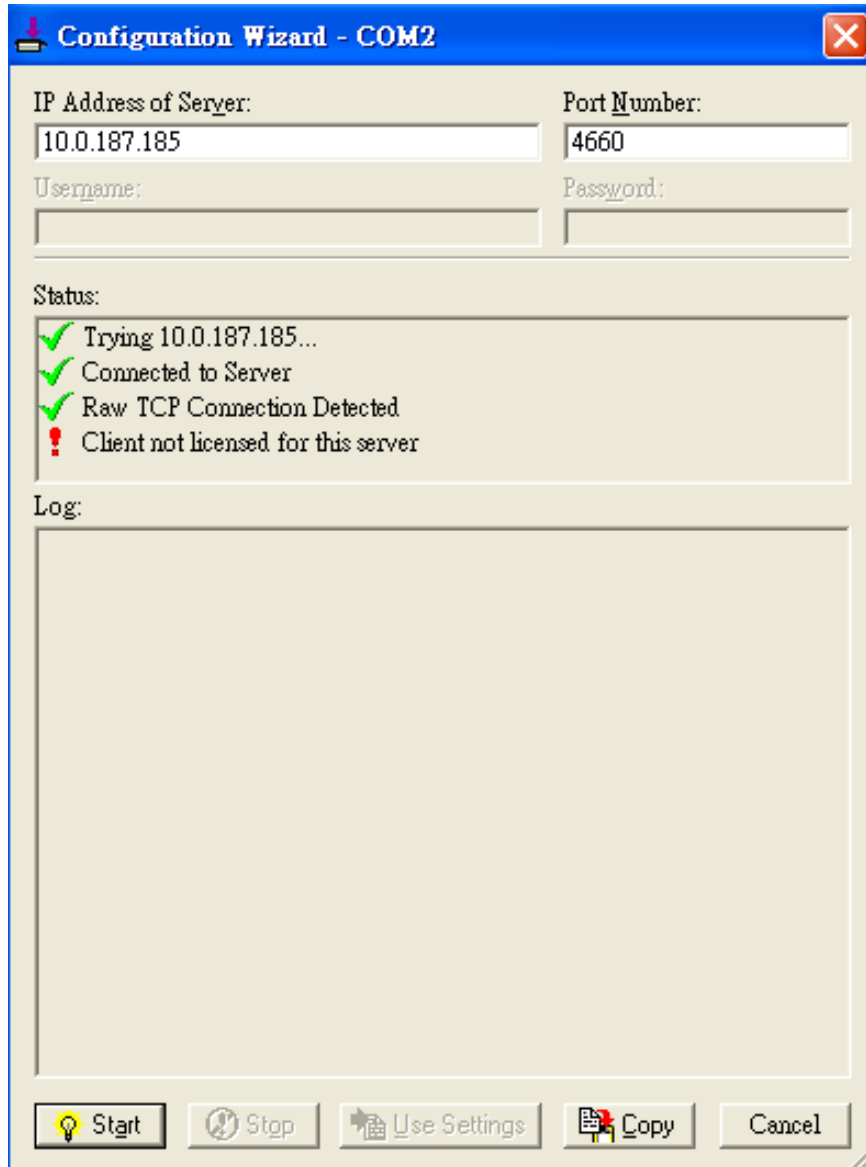 Configuration Wizard - COM2
IP Address of Server: Port Number:
10.0.187.185 4660
Username: Password:
Status:
Trying 10.0.187.185...
Connected to Server
Raw TCP Connection Detected
Client not licensed for this server
Log:
Start Stop Use Settings Copy Cancel